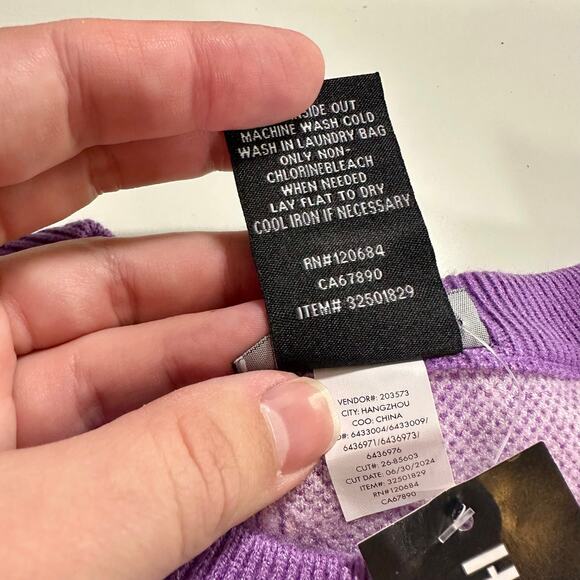 INSIDE OUT
MACHINE WASH COLD
WASH IN LAUNDRY BAG
ONLY NON-
CHLORINEBLEACH
WHEN NEEDED
LAY FLAT TO DRY
COOL IRON IF NECESSARY
RN#120684
CA67890
ITEM# 32501829
VENDOR#: 203573
CITY: HANGZHOU
COO: CHINA
#: 6433004/6433009/
6436971/6436973/
6436976
CUT#: 26-85603
CUT DATE: 06/30/2024
ITEM#: 32501829
RN#120684
CA67890